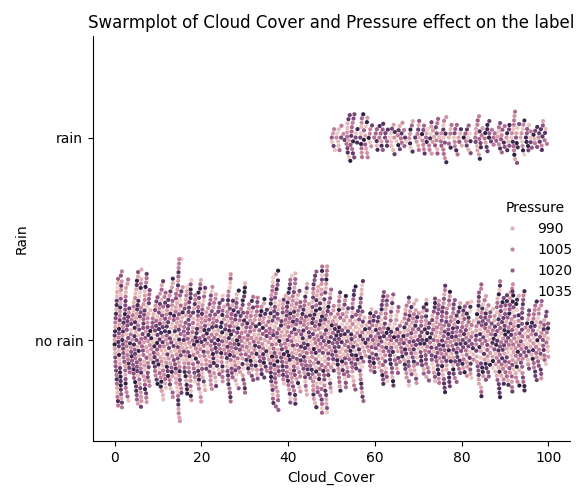 Swarmplot of Cloud Cover and Pressure effect on the label
rain
no rain
Rain
Pressure
990
1005
1020
1035
0 20 40 60 80 100
Cloud_Cover